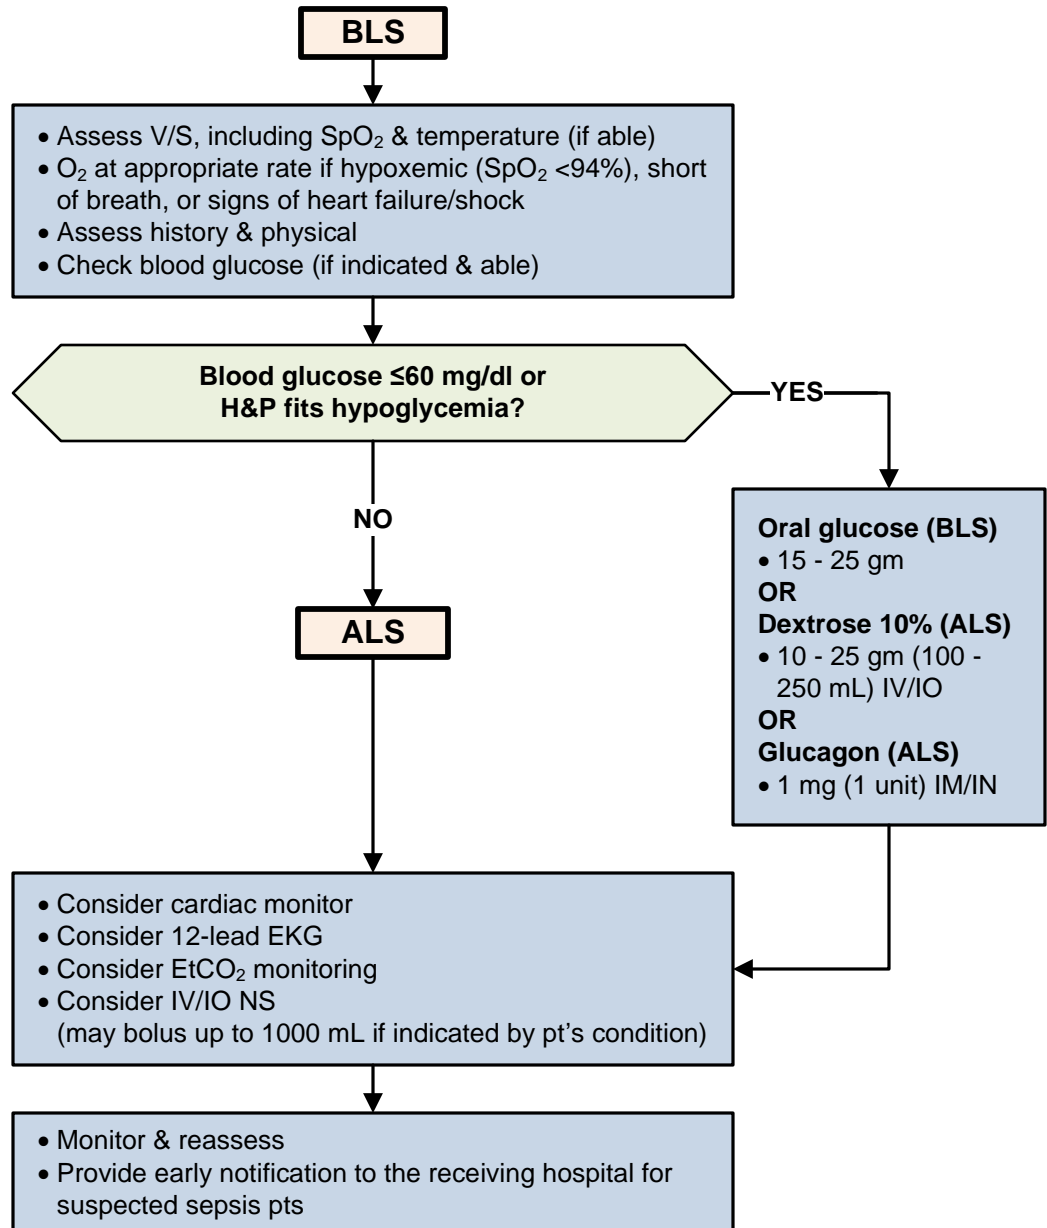 BLS
• Assess V/S, including SpO₂ & temperature (if able)
• O₂ at appropriate rate if hypoxemic (SpO₂ <94%), short
of breath, or signs of heart failure/shock
• Assess history & physical
• Check blood glucose (if indicated & able)
Blood glucose ≤60 mg/dl or
H&P fits hypoglycemia?
YES
NO
Oral glucose (BLS)
• 15 - 25 gm
OR
Dextrose 10% (ALS)
• 10 - 25 gm (100 -
250 mL) IV/IO
OR
Glucagon (ALS)
• 1 mg (1 unit) IM/IN
ALS
• Consider cardiac monitor
• Consider 12-lead EKG
• Consider EtCO₂ monitoring
• Consider IV/IO NS
(may bolus up to 1000 mL if indicated by pt’s condition)
• Monitor & reassess
• Provide early notification to the receiving hospital for
suspected sepsis pts